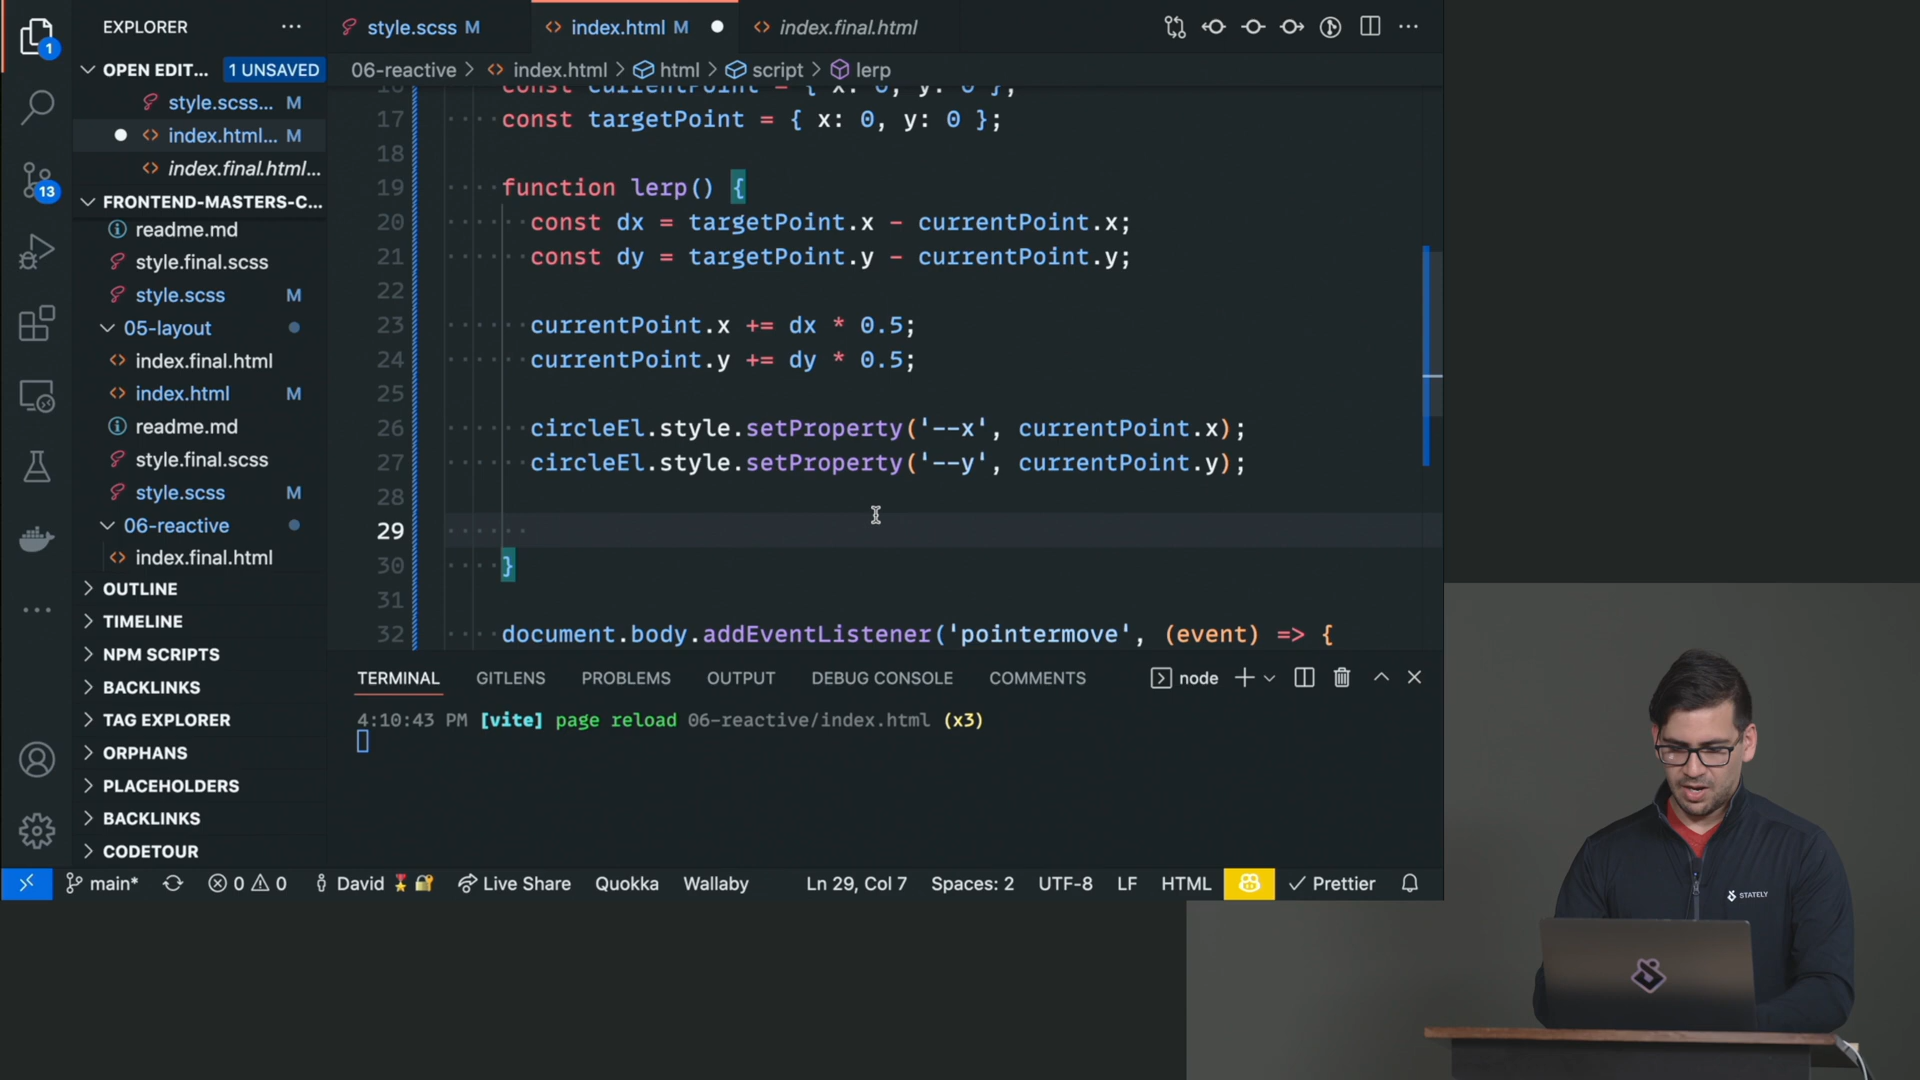 EXPLORER
OPEN EDIT... 1 UNSAVED
style.scss... M
index.html... M
index.final.html...
FRONTEND-MASTERS-C...
readme.md
style.final.scss
style.scss M
05-layout
index.final.html
index.html M
readme.md
style.final.scss
style.scss M
06-reactive
index.final.html
OUTLINE
TIMELINE
NPM SCRIPTS
BACKLINKS
TAG EXPLORER
ORPHANS
PLACEHOLDERS
BACKLINKS
CODETOUR
1
13
style.scss M
index.html M
index.final.html
06-reactive > index.html > html > script > lerp
16 const currentPoint = { x: 0, y: 0 };
17 const targetPoint = { x: 0, y: 0 };
18
19 function lerp() {
20 const dx = targetPoint.x - currentPoint.x;
21 const dy = targetPoint.y - currentPoint.y;
22
23 currentPoint.x += dx * 0.5;
24 currentPoint.y += dy * 0.5;
25
26 circleEl.style.setProperty('--x', currentPoint.x);
27 circleEl.style.setProperty('--y', currentPoint.y);
28
29
30 }
31
32 document.body.addEventListener('pointermove', (event) => {
TERMINAL GITLENS PROBLEMS OUTPUT DEBUG CONSOLE COMMENTS node
4:10:43 PM [vite] page reload 06-reactive/index.html (x3)
main* 0 0 David Live Share Quokka Wallaby Ln 29, Col 7 Spaces: 2 UTF-8 LF HTML Prettier
STATELY